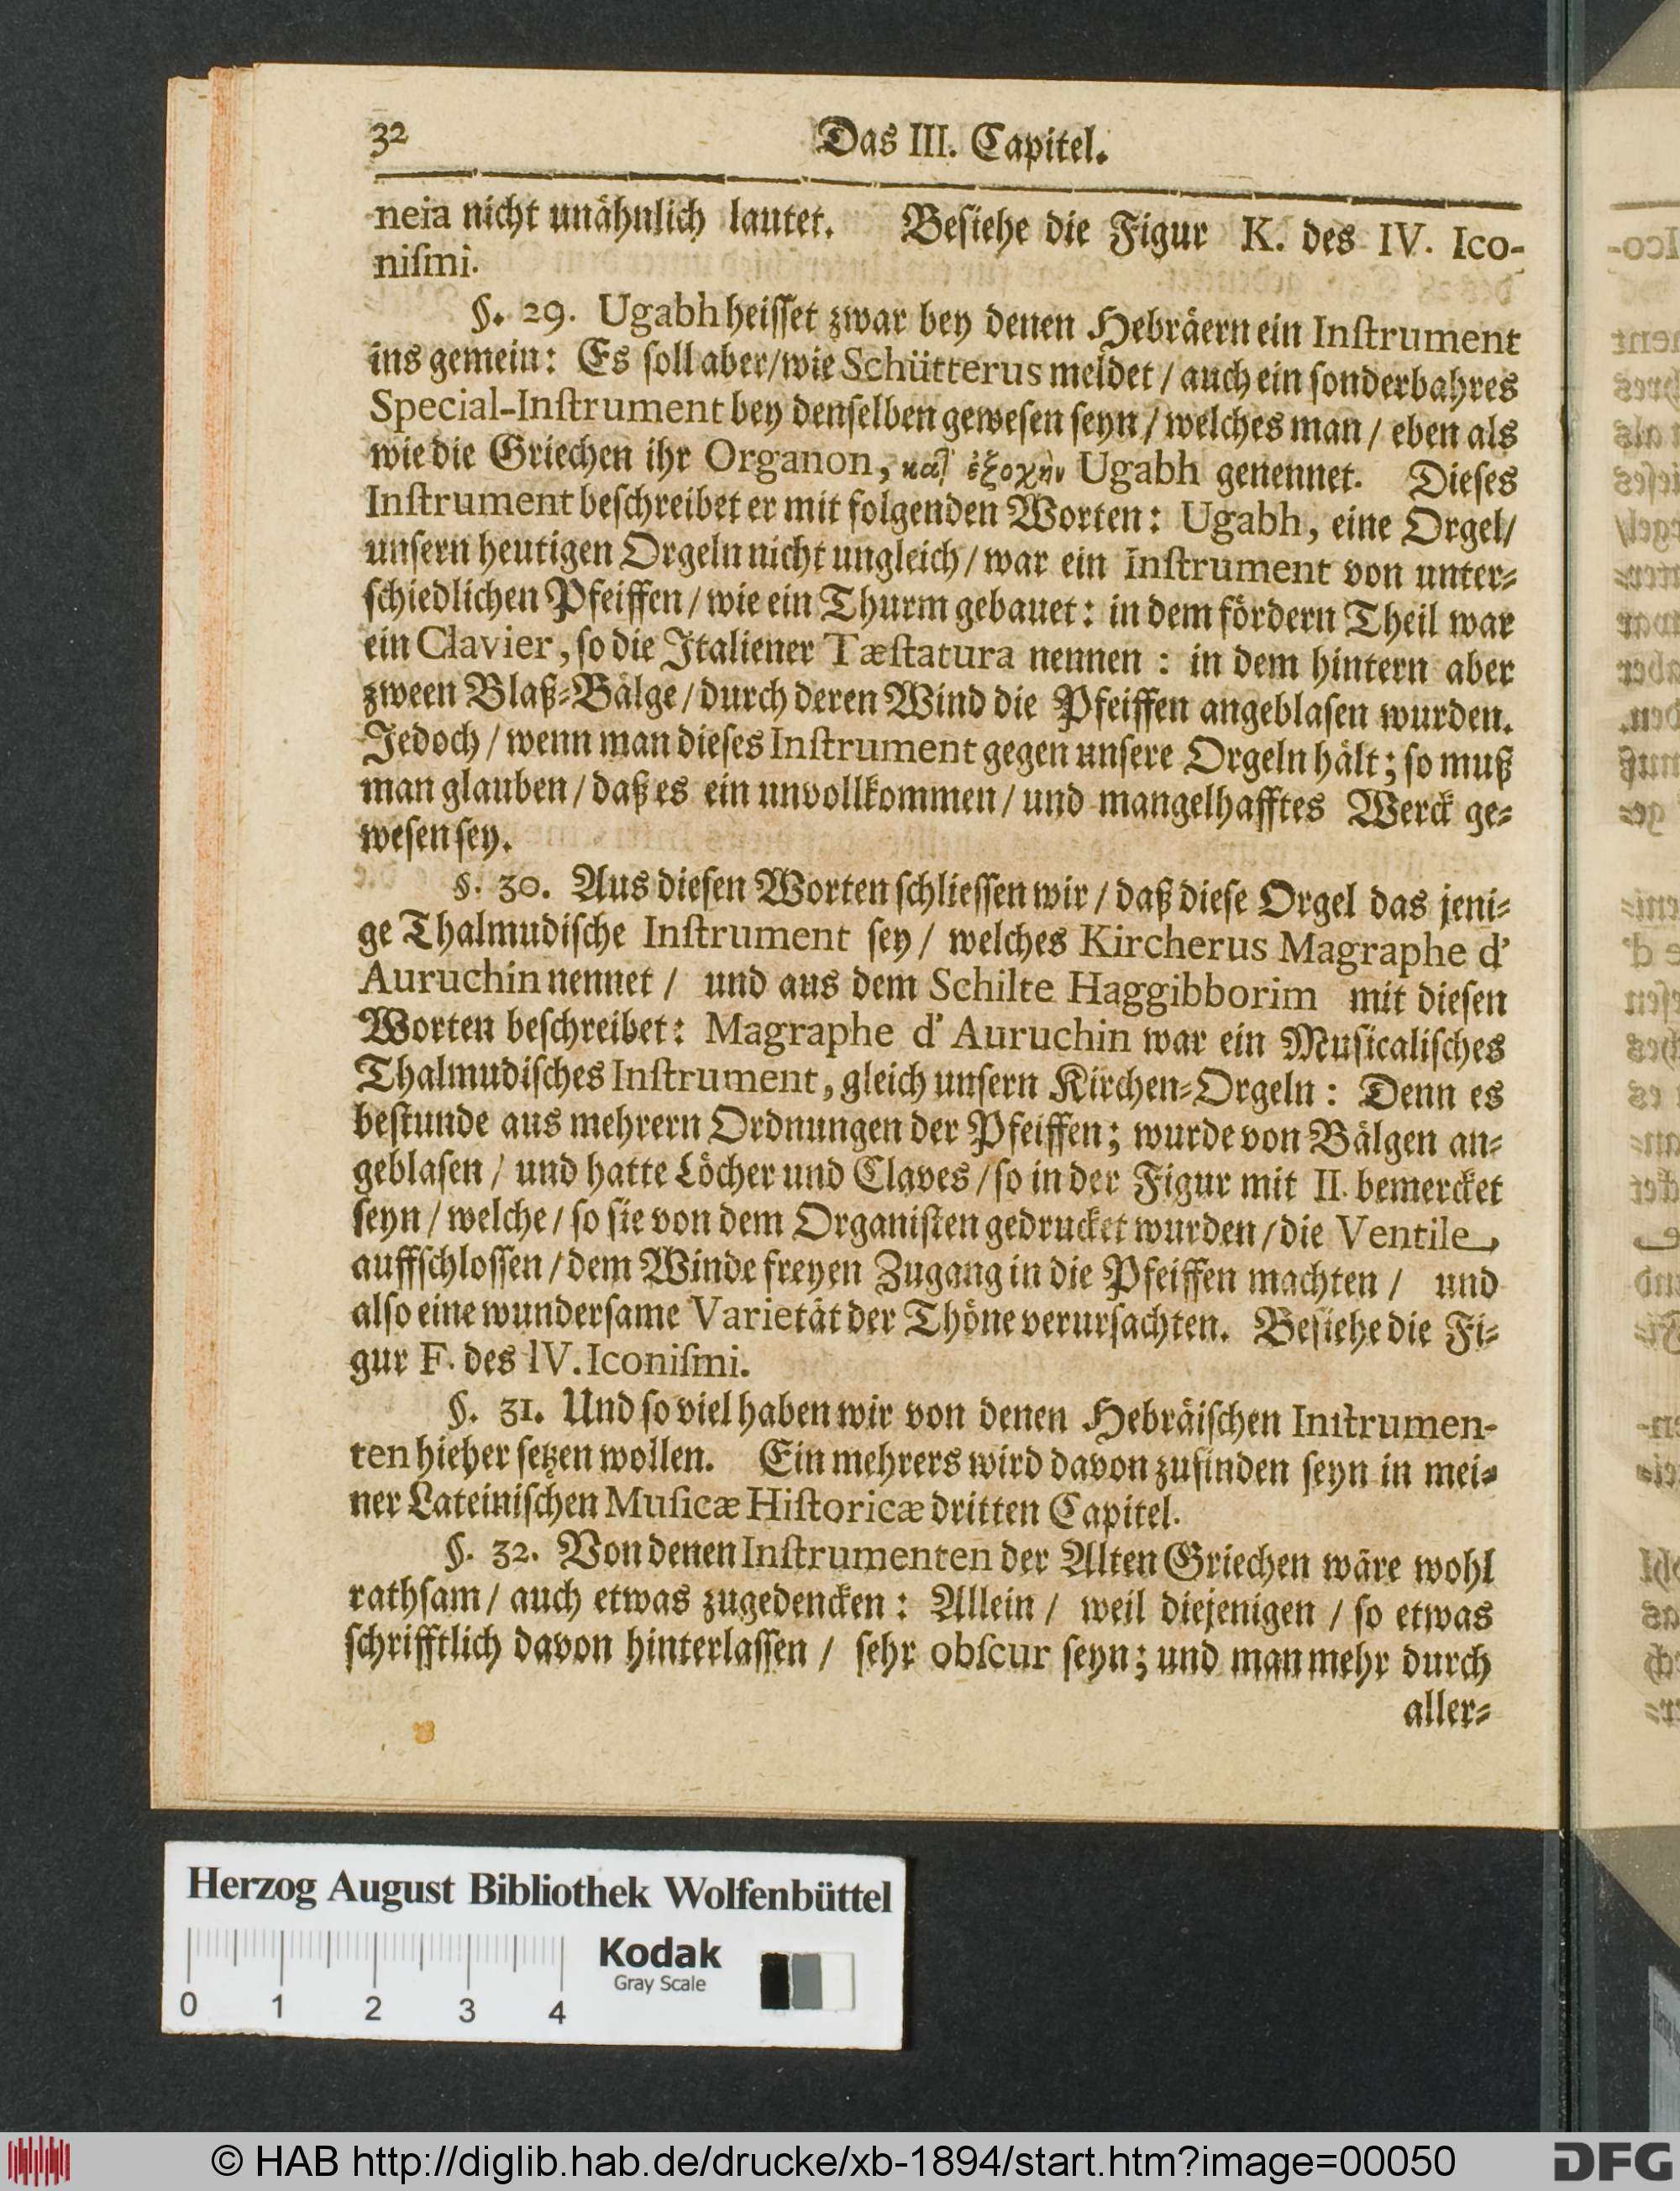 32 Das III. Capitel.
neia nicht unähnlich lautet. Besiehe die Figur K. des IV. Ico-
niſmi.
§. 29. Ugabh heiſſet zwar bey denen Hebräern ein Inſtrument
ins gemein: Es ſoll aber/wie Schütterus meldet / auch ein ſonderbahres
Special-Inſtrument bey denſelben geweſen ſeyn / welches man / eben als
wie die Griechen ihr Organon, κατ' ἐξοχὴν Ugabh genennet. Dieſes
Inſtrument beſchreibet er mit folgenden Worten: Ugabh, eine Orgel/
unſern heutigen Orgeln nicht ungleich / war ein Inſtrument von unter-
ſchiedlichen Pfeiffen / wie ein Thurm gebauet: in dem fördern Theil war
ein Clavier, ſo die Italiener Tæſtatura nennen : in dem hintern aber
zween Blaß-Bälge / durch deren Wind die Pfeiffen angeblaſen wurden.
Jedoch / wenn man dieſes Inſtrument gegen unſere Orgeln hält; ſo muß
man glauben / daß es ein unvollkommen / und mangelhafftes Werck ge-
weſen ſey.
§. 30. Aus dieſen Worten ſchlieſſen wir / daß dieſe Orgel das jeni-
ge Thalmudiſche Inſtrument ſey / welches Kircherus Magraphe d'
Auruchin nennet / und aus dem Schilte Haggibborim mit dieſen
Worten beſchreibet: Magraphe d' Auruchin war ein Muſicaliſches
Thalmudiſches Inſtrument, gleich unſern Kirchen-Orgeln: Denn es
beſtunde aus mehrern Ordnungen der Pfeiffen; wurde von Bälgen an-
geblaſen / und hatte Löcher und Claves / ſo in der Figur mit II. bemercket
ſeyn / welche / ſo ſie von dem Organiſten gedrucket wurden / die Ventile
auffſchloſſen / dem Winde freyen Zugang in die Pfeiffen machten / und
alſo eine wunderſame Varietät der Thöne verurſachten. Beſiehe die Fi-
gur F. des IV. Iconiſmi.
§. 31. Und ſo viel haben wir von denen Hebräiſchen Inſtrumen-
ten hieher ſetzen wollen. Ein mehrers wird davon zufinden ſeyn in mei-
ner Lateiniſchen Muſicæ Hiſtoricæ dritten Capitel.
§. 32. Von denen Inſtrumenten der Alten Griechen wäre wohl
rathſam / auch etwas zugedencken: Allein / weil diejenigen / ſo etwas
ſchrifftlich davon hinterlaſſen / ſehr obſcur ſeyn; und man mehr durch
aller-
Herzog August Bibliothek Wolfenbüttel
Kodak
Gray Scale
0 1 2 3 4
© HAB http://diglib.hab.de/drucke/xb-1894/start.htm?image=00050
DFG